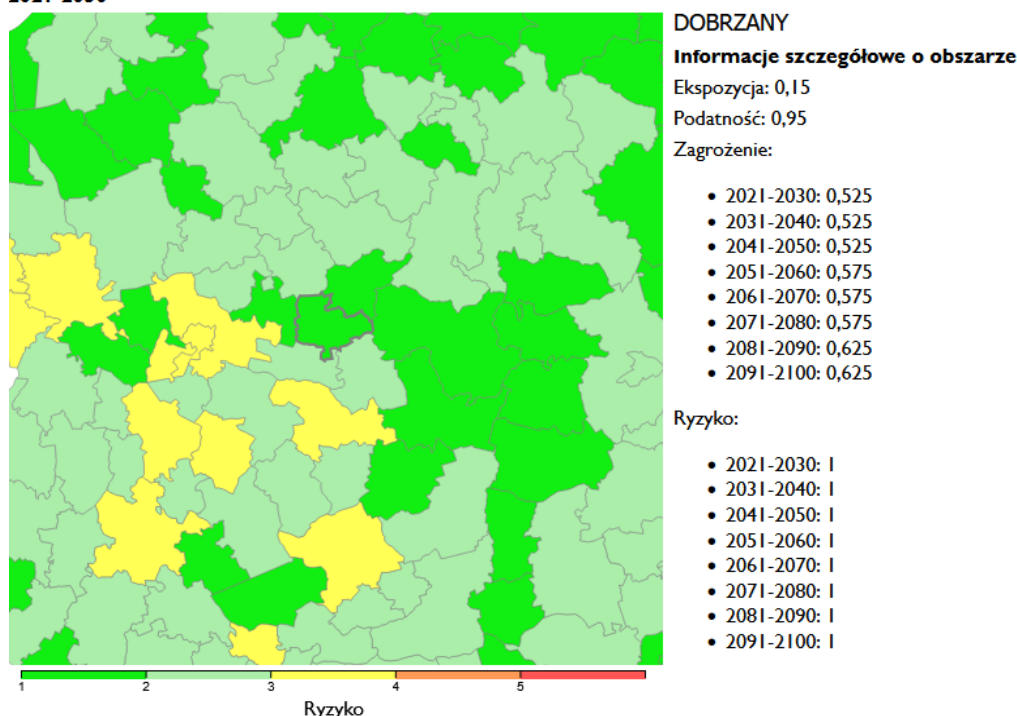 2021-2030
DOBRZANY
Informacje szczegółowe o obszarze
Ekspozycja: 0,15
Podatność: 0,95
Zagrożenie:
• 2021-2030: 0,525
• 2031-2040: 0,525
• 2041-2050: 0,525
• 2051-2060: 0,575
• 2061-2070: 0,575
• 2071-2080: 0,575
• 2081-2090: 0,625
• 2091-2100: 0,625
Ryzyko:
• 2021-2030: 1
• 2031-2040: 1
• 2041-2050: 1
• 2051-2060: 1
• 2061-2070: 1
• 2071-2080: 1
• 2081-2090: 1
• 2091-2100: 1
1 2 3 4 5
Ryzyko